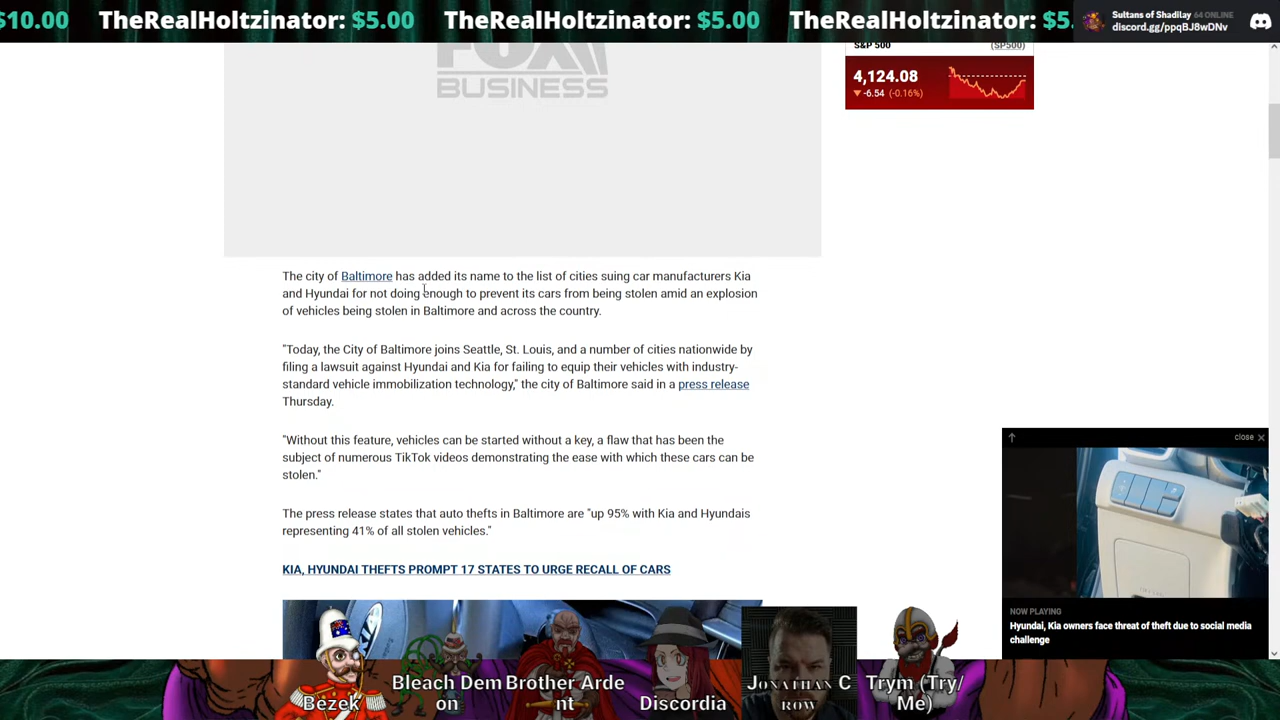 $10.00 TheRealHoltzinator: $5.00 TheRealHoltzinator: $5.00 TheRealHoltzinator: $5.
Sultans of Shadilay 64 ONLINE
discord.gg/ppqBJ8wDNv
FOX
BUSINESS
S&P 500 (SP500)
4,124.08
-6.54 (-0.16%)
The city of Baltimore has added its name to the list of cities suing car manufacturers Kia
and Hyundai for not doing enough to prevent its cars from being stolen amid an explosion
of vehicles being stolen in Baltimore and across the country.
"Today, the City of Baltimore joins Seattle, St. Louis, and a number of cities nationwide by
filing a lawsuit against Hyundai and Kia for failing to equip their vehicles with industry-
standard vehicle immobilization technology," the city of Baltimore said in a press release
Thursday.
"Without this feature, vehicles can be started without a key, a flaw that has been the
subject of numerous TikTok videos demonstrating the ease with which these cars can be
stolen."
The press release states that auto thefts in Baltimore are "up 95% with Kia and Hyundais
representing 41% of all stolen vehicles."
KIA, HYUNDAI THEFTS PROMPT 17 STATES TO URGE RECALL OF CARS
close
NOW PLAYING
Hyundai, Kia owners face threat of theft due to social media
challenge
Bezek
Bleach Dem
on
Brother Arde
nt
Discordia
Jonathan C
row
Trym (Try/
Me)